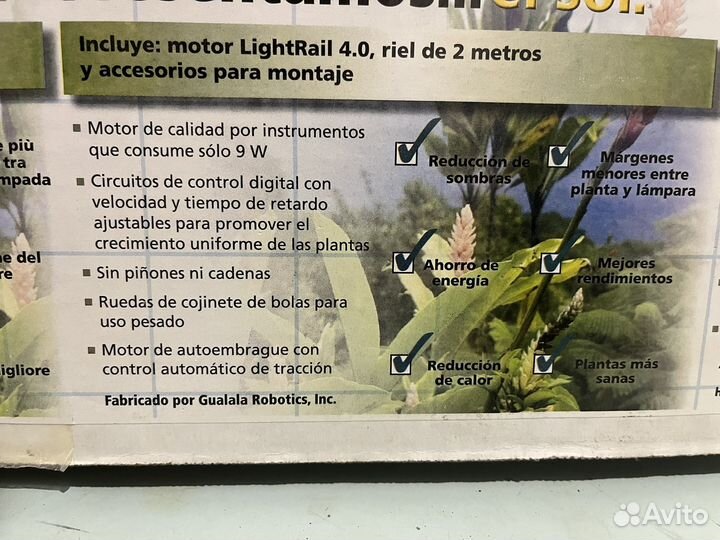 el sol.
Incluye: motor LightRail 4.0, riel de 2 metros
y accesorios para montaje
e più
tra
mpada
ne del
re
igliore
▪ Motor de calidad por instrumentos
que consume sólo 9 W
▪ Circuitos de control digital con
velocidad y tiempo de retardo
ajustables para promover el
crecimiento uniforme de las plantas
▪ Sin piñones ni cadenas
▪ Ruedas de cojinete de bolas para
uso pesado
▪ Motor de autoembrague con
control automático de tracción
Fabricado por Gualala Robotics, Inc.
Reducción de
sombras
Márgenes
menores entre
planta y lámpara
Ahorro de
energía
Mejores
rendimientos
Reducción
de calor
Plantas más
sanas
Avito